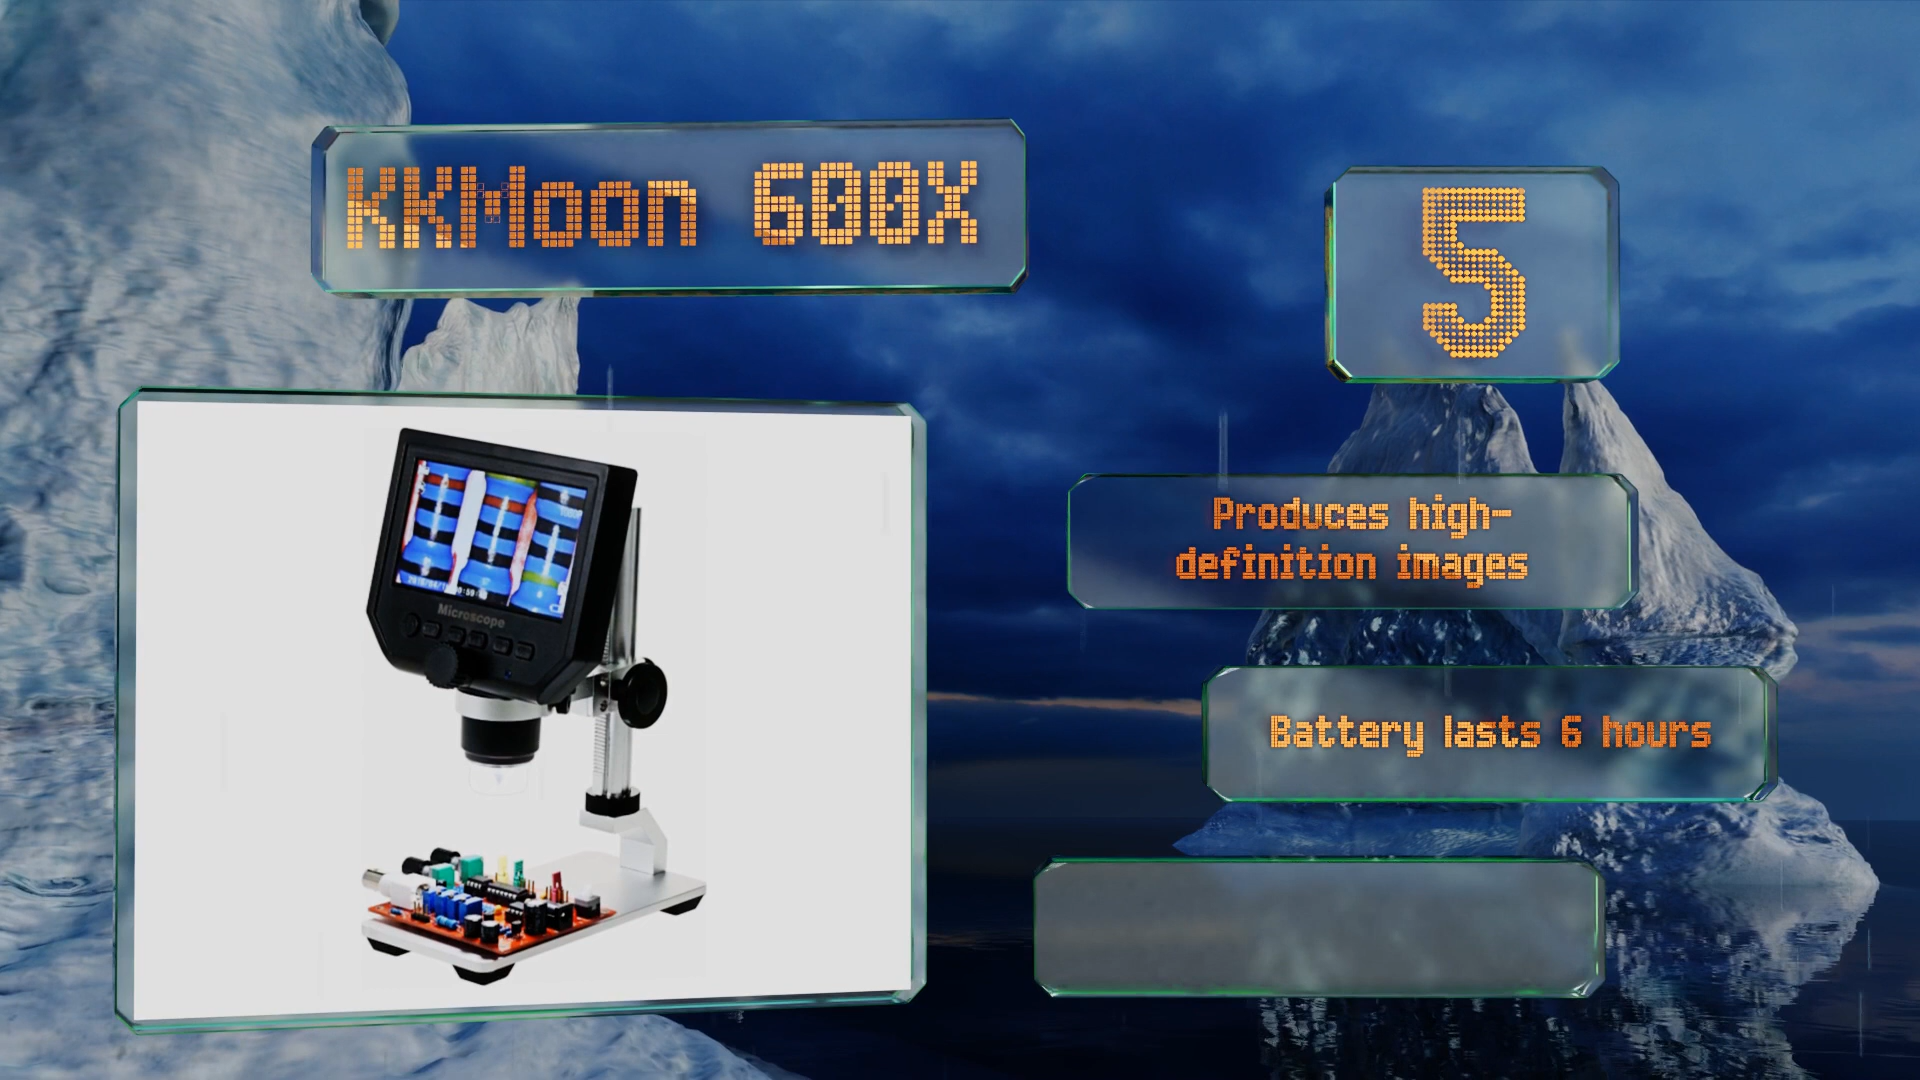 KKMoon 600X
5
Microscope
Produces high-
definition images
Battery lasts 6 hours